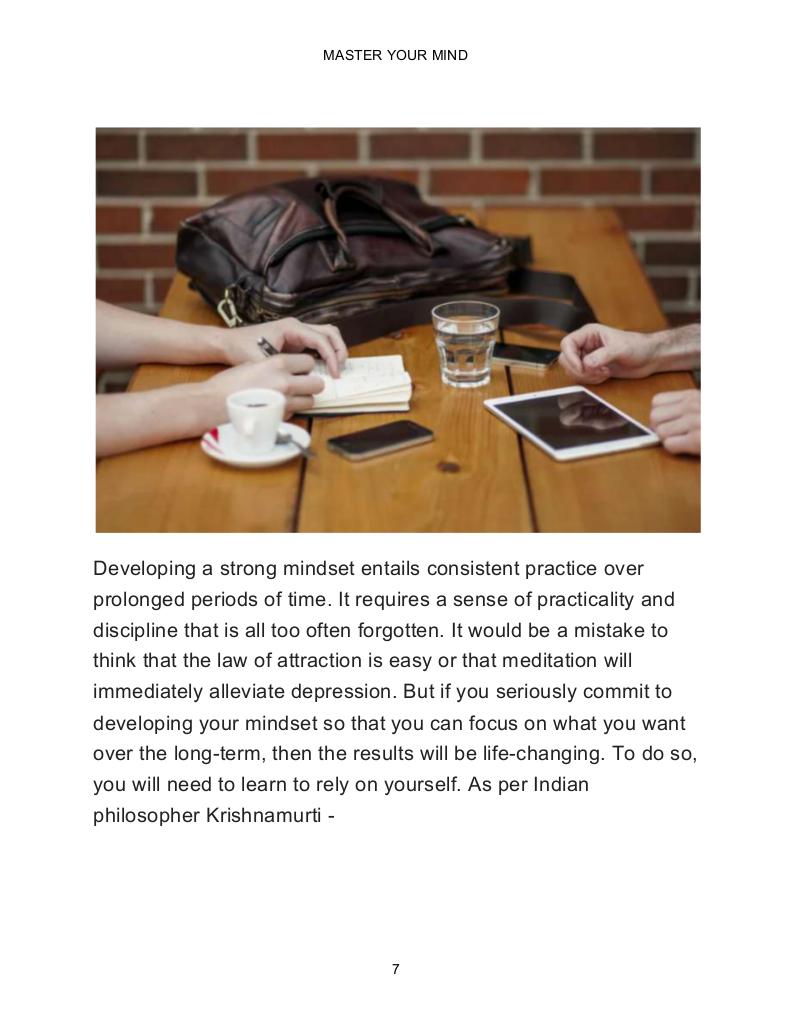 MASTER YOUR MIND
Developing a strong mindset entails consistent practice over
prolonged periods of time. It requires a sense of practicality and
discipline that is all too often forgotten. It would be a mistake to
think that the law of attraction is easy or that meditation will
immediately alleviate depression. But if you seriously commit to
developing your mindset so that you can focus on what you want
over the long-term, then the results will be life-changing. To do so,
you will need to learn to rely on yourself. As per Indian
philosopher Krishnamurti -
7